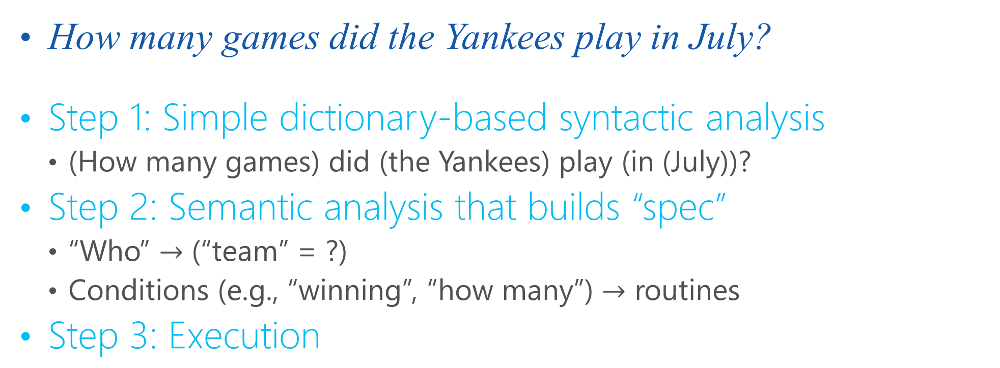 • How many games did the Yankees play in July?
• Step 1: Simple dictionary-based syntactic analysis
• (How many games) did (the Yankees) play (in (July))?
• Step 2: Semantic analysis that builds “spec”
• “Who” → (“team” = ?)
• Conditions (e.g., “winning”, “how many”) → routines
• Step 3: Execution